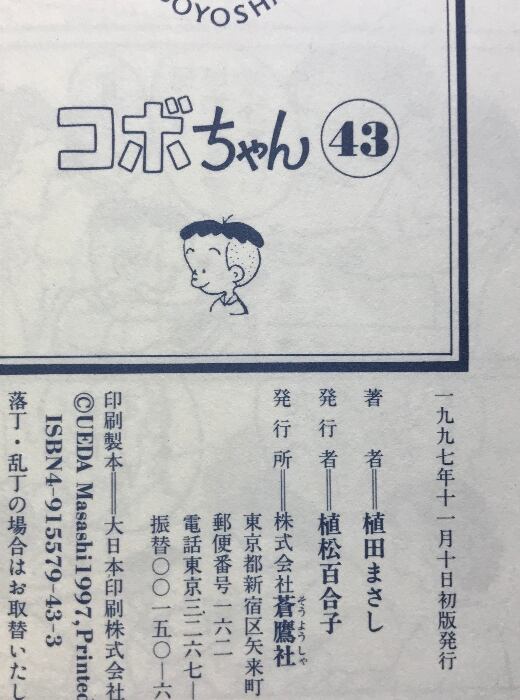 OYOSHI
コボちゃん 43
一九九七年十一月十日初版発行
著者＝植田まさし
発行者＝植松百合子
発行所＝株式会社蒼鷹社
そうようしゃ
東京都新宿区矢来町
郵便番号一六二
電話東京三二六七―
振替〇〇一五〇―六
印刷製本＝大日本印刷株式会社
©UEDA Masashi 1997, Printed
ISBN4-915579-43-3
落丁・乱丁の場合はお取替いたし